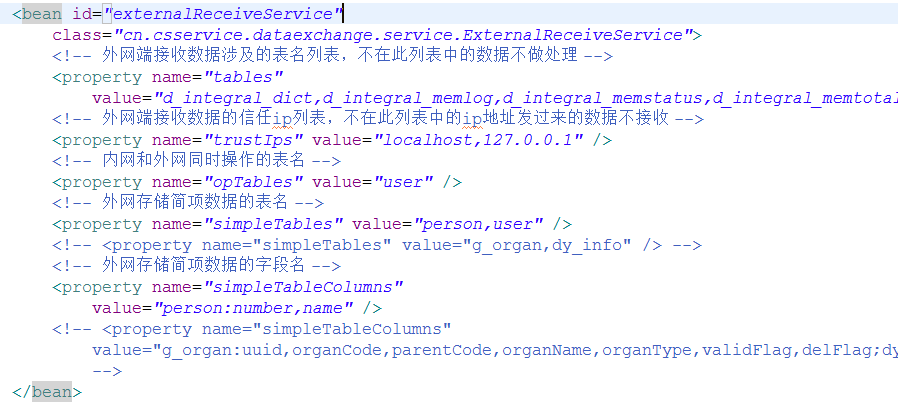 <bean id="externalReceiveService"
class="cn.csservice.dataexchange.service.ExternalReceiveService">
<!-- 外网端接收数据涉及的表名列表，不在此列表中的数据不做处理 -->
<property name="tables"
value="d_integral_dict,d_integral_memlog,d_integral_memstatus,d_integral_memtotal
<!-- 外网端接收数据的信任ip列表，不在此列表中的ip地址发过来的数据不接收 -->
<property name="trustIps" value="localhost,127.0.0.1" />
<!-- 内网和外网同时操作的表名 -->
<property name="opTables" value="user" />
<!-- 外网存储简项数据的表名 -->
<property name="simpleTables" value="person,user" />
<!-- <property name="simpleTables" value="g_organ,dy_info" /> -->
<!-- 外网存储简项数据的字段名 -->
<property name="simpleTableColumns"
value="person:number,name" />
<!-- <property name="simpleTableColumns"
value="g_organ:uuid,organCode,parentCode,organName,organType,validFlag,delFlag;dy
-->
</bean>